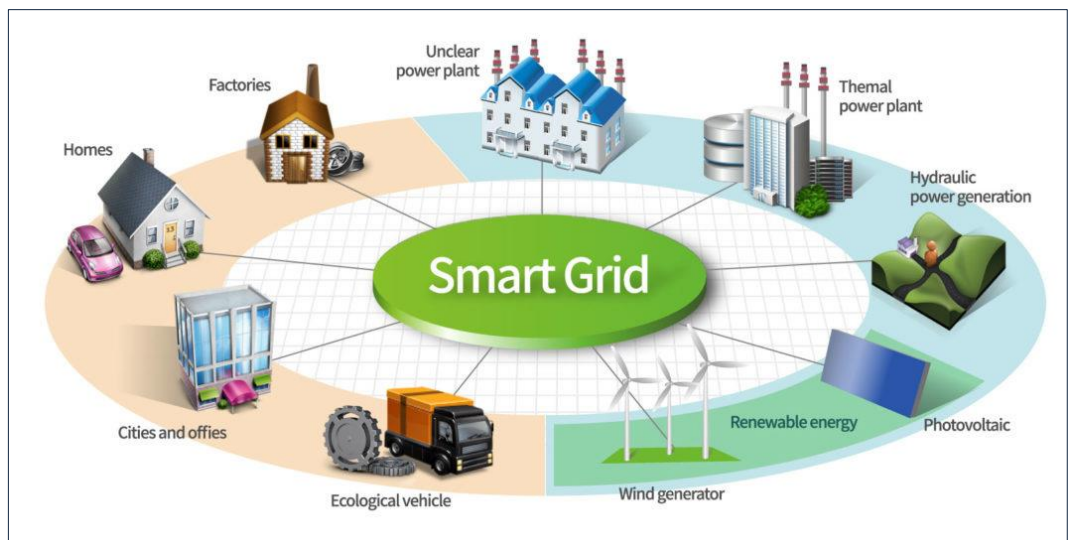 Unclear
power plant
Factories
Themal
power plant
Homes
Hydraulic
power generation
Smart Grid
13
Cities and offies
Renewable energy
Photovoltaic
Ecological vehicle
Wind generator